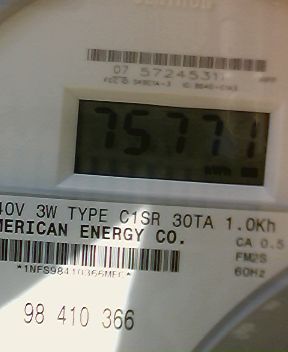 07 57245317
75771
kWh
40V 3W TYPE C1SR 30TA 1.0Kh
MERICAN ENERGY CO.
CA 0.5
FM2S
60Hz
*1NFS98410366MEC*
98 410 366